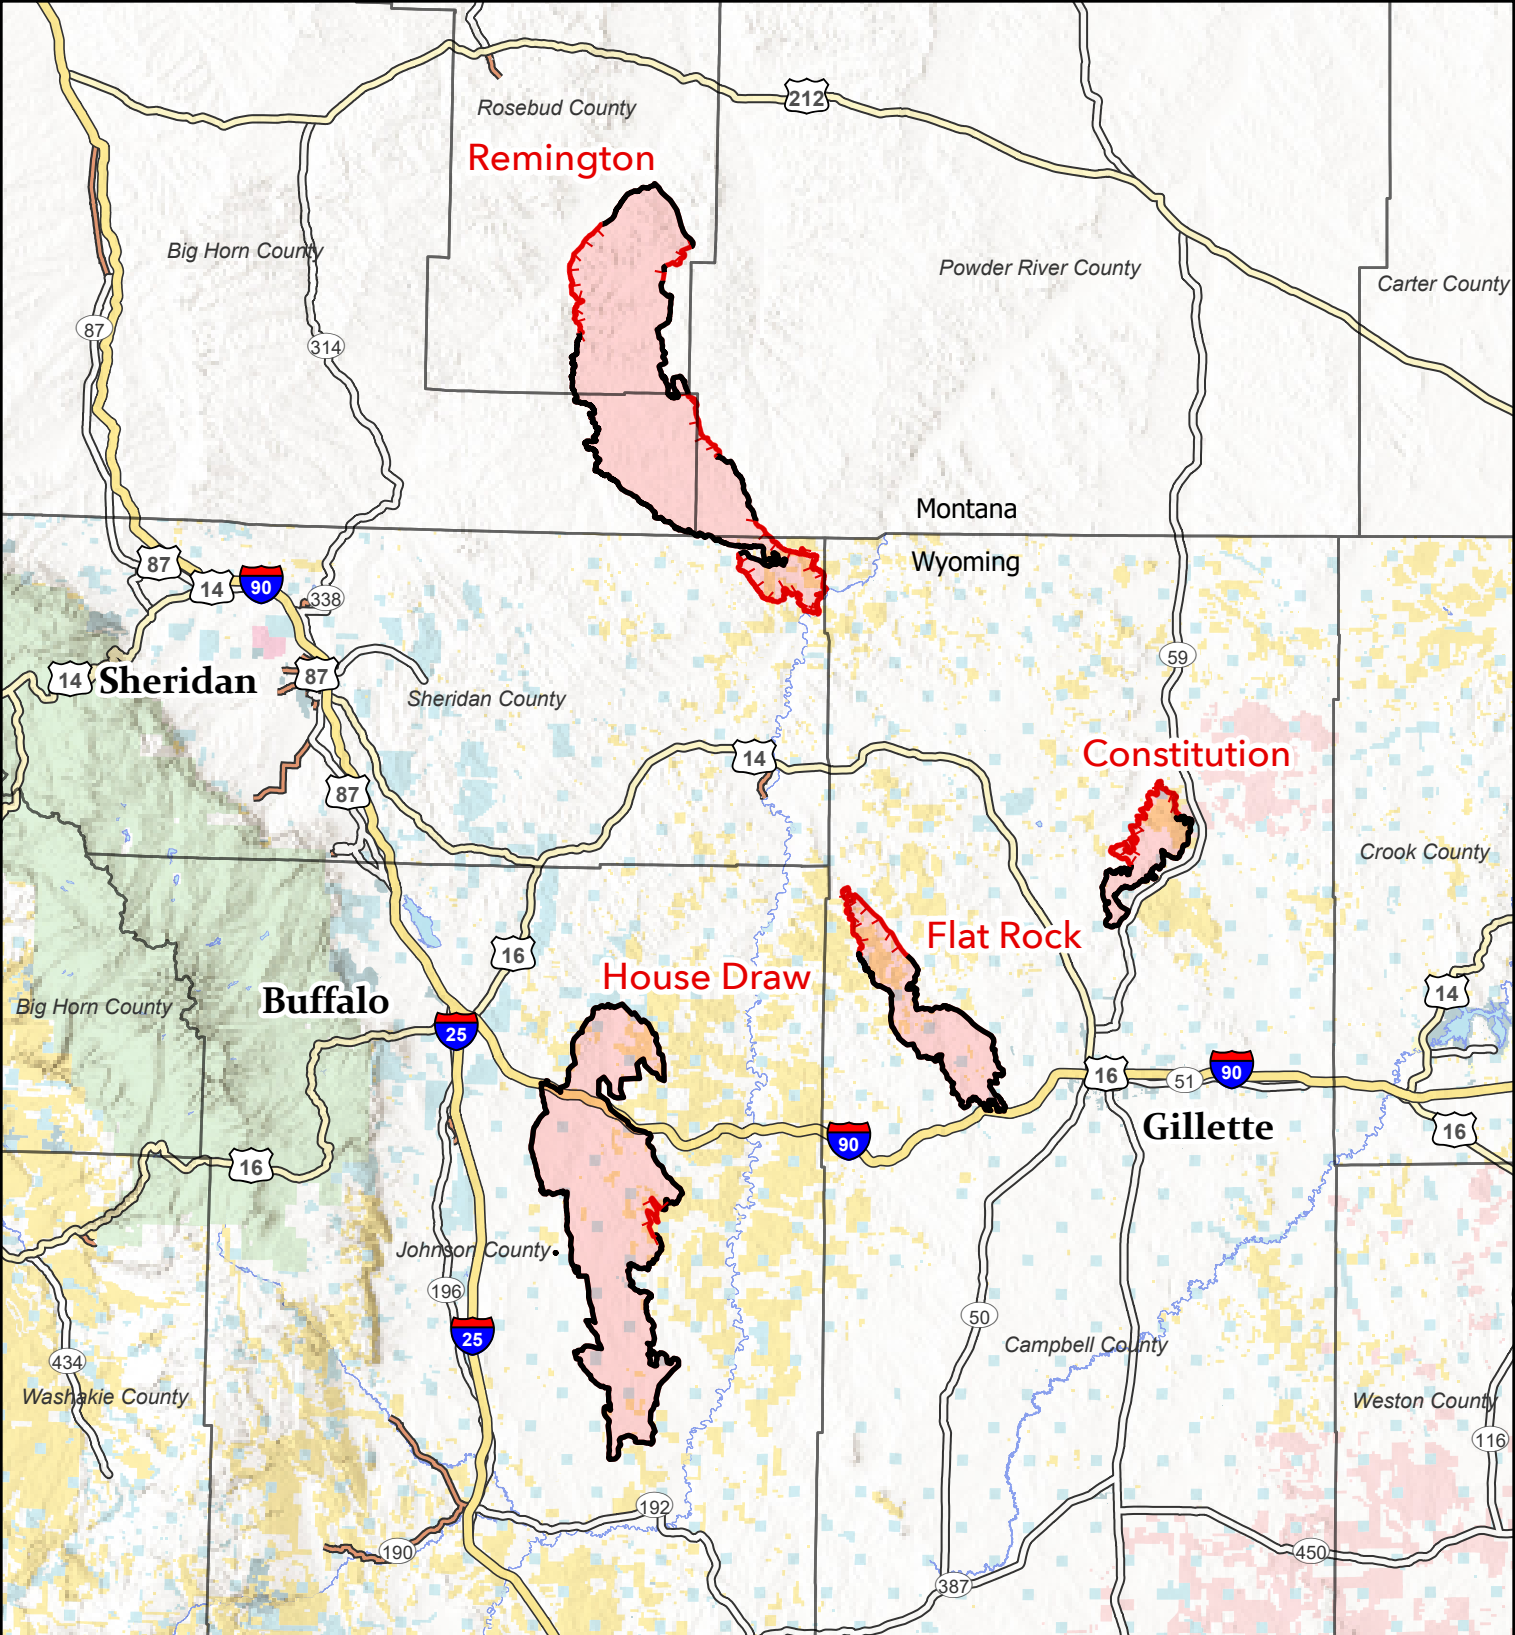 212
Rosebud County
Remington
Big Horn County
Powder River County
Carter County
87
314
Montana
Wyoming
87
14
90
338
59
14
Sheridan
87
Sheridan County
14
Constitution
87
Crook County
Flat Rock
16
House Draw
Big Horn County
Buffalo
14
25
16
51
90
90
Gillette
16
16
Johnson County
196
50
25
Campbell County
434
Washakie County
Weston County
116
192
190
450
387